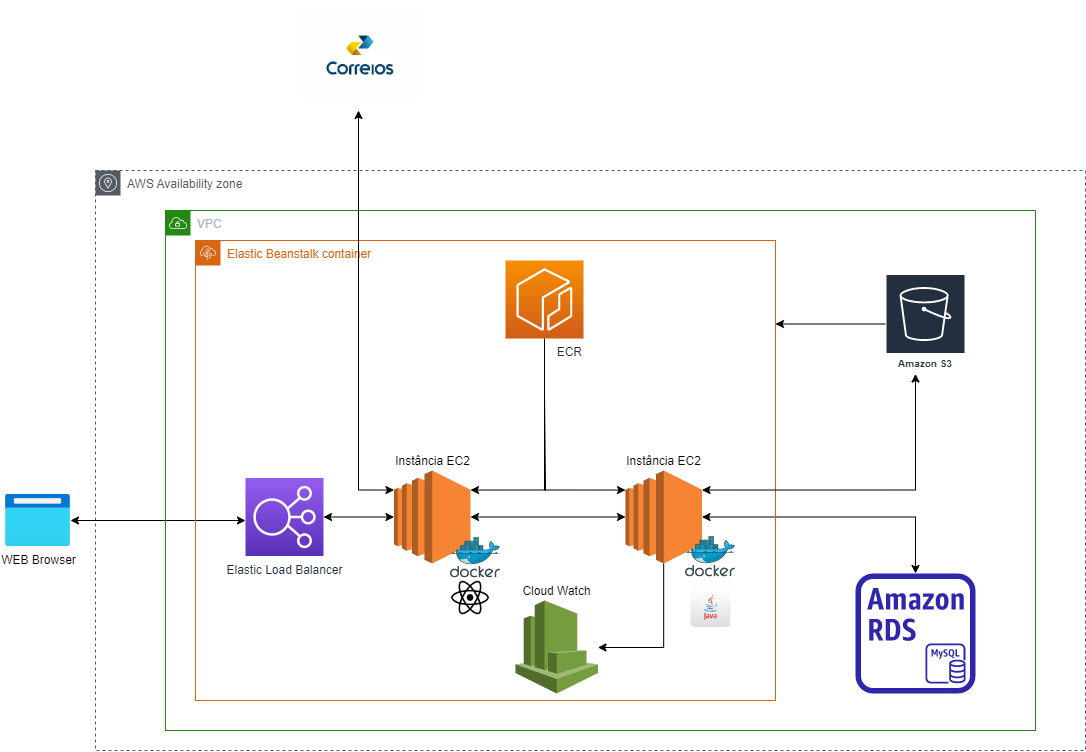 Correios
AWS Availability zone
VPC
Elastic Beanstalk container
ECR
Amazon S3
Instância EC2
Instância EC2
WEB Browser
Elastic Load Balancer
docker
docker
Cloud Watch
Java
Amazon
RDS
MySQL